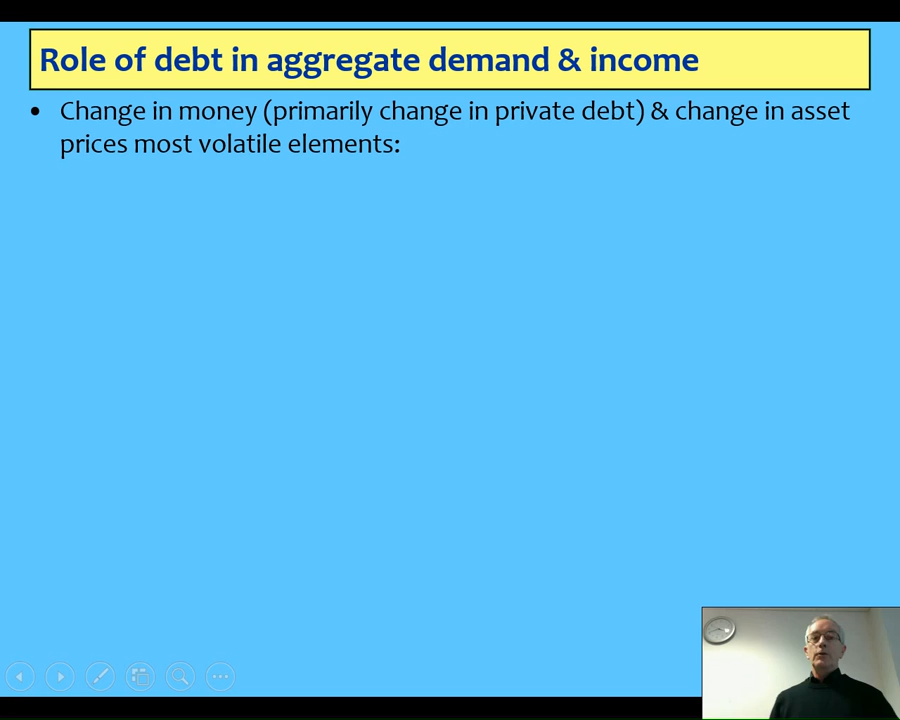 Role of debt in aggregate demand & income
• Change in money (primarily change in private debt) & change in asset
prices most volatile elements: